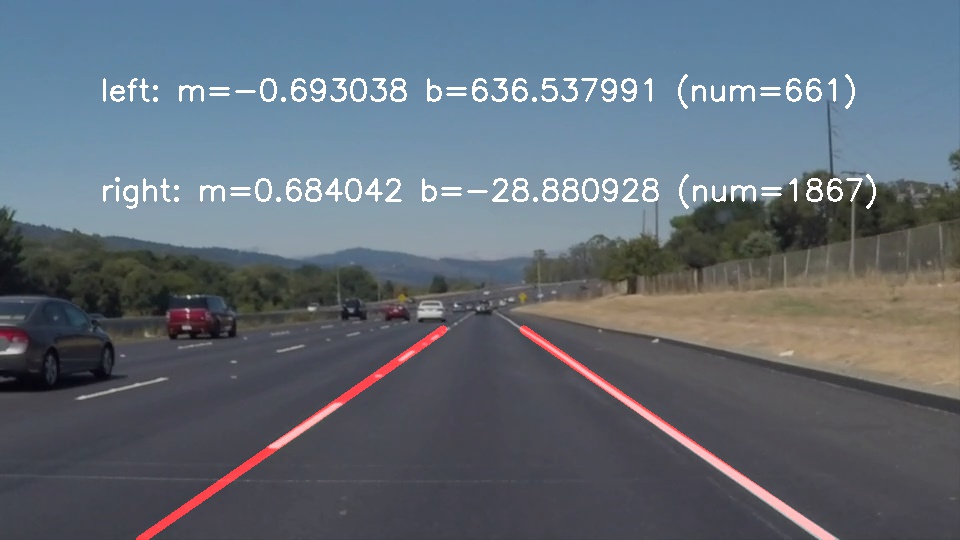 left: m=-0.693038 b=636.537991 (num=661)
right: m=0.684042 b=-28.880928 (num=1867)